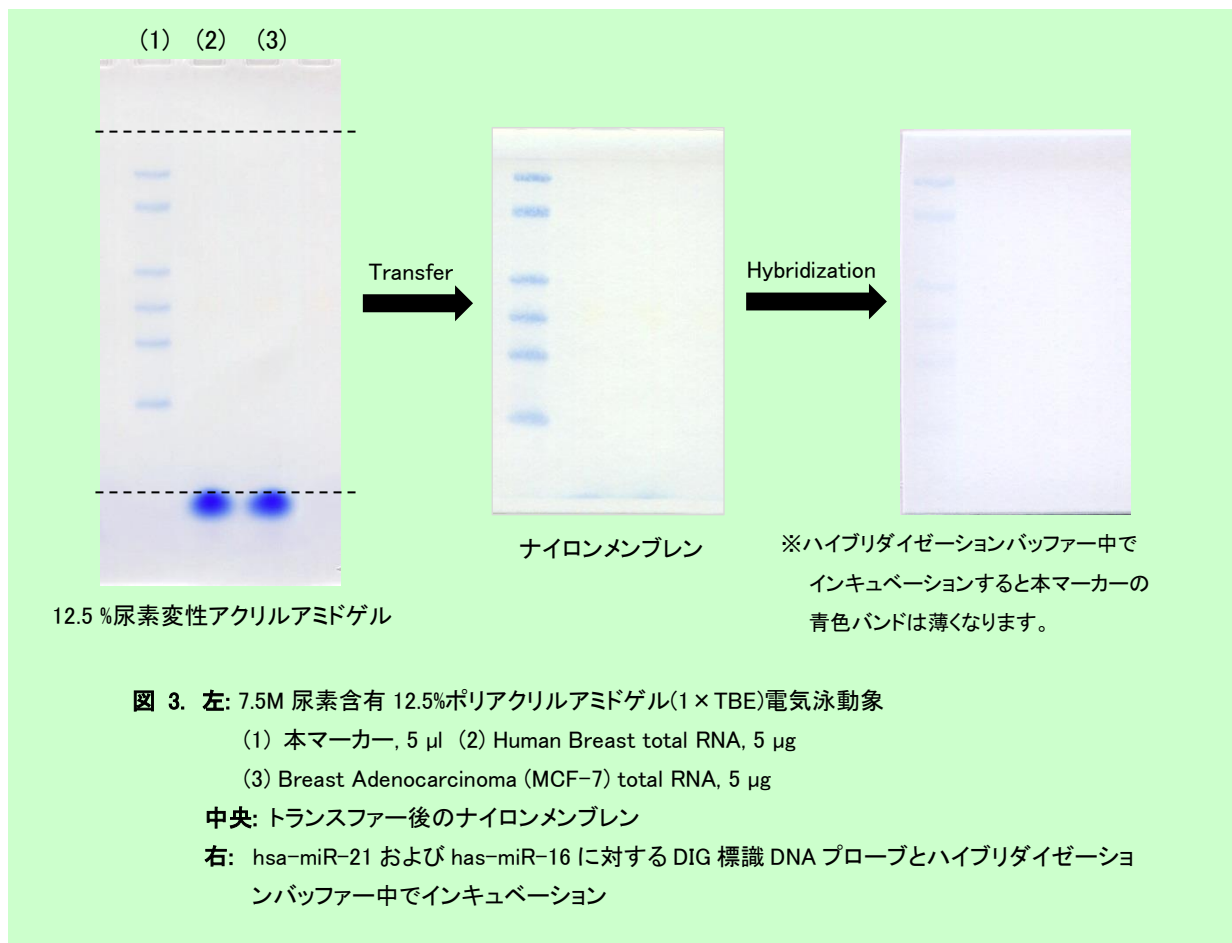 (1) (2) (3)
Transfer
Hybridization
ナイロンメンブレン
12.5 %尿素変性アクリルアミドゲル
※ハイブリダイゼーションバッファー中で
インキュベーションすると本マーカーの
青色バンドは薄くなります。
図 3. 左: 7.5M 尿素含有 12.5%ポリアクリルアミドゲル(1×TBE)電気泳動象
(1) 本マーカー, 5 µl (2) Human Breast total RNA, 5 µg
(3) Breast Adenocarcinoma (MCF-7) total RNA, 5 µg
中央: トランスファー後のナイロンメンブレン
右: hsa-miR-21 および has-miR-16 に対する DIG 標識 DNA プローブとハイブリダイゼーショ
ンバッファー中でインキュベーション